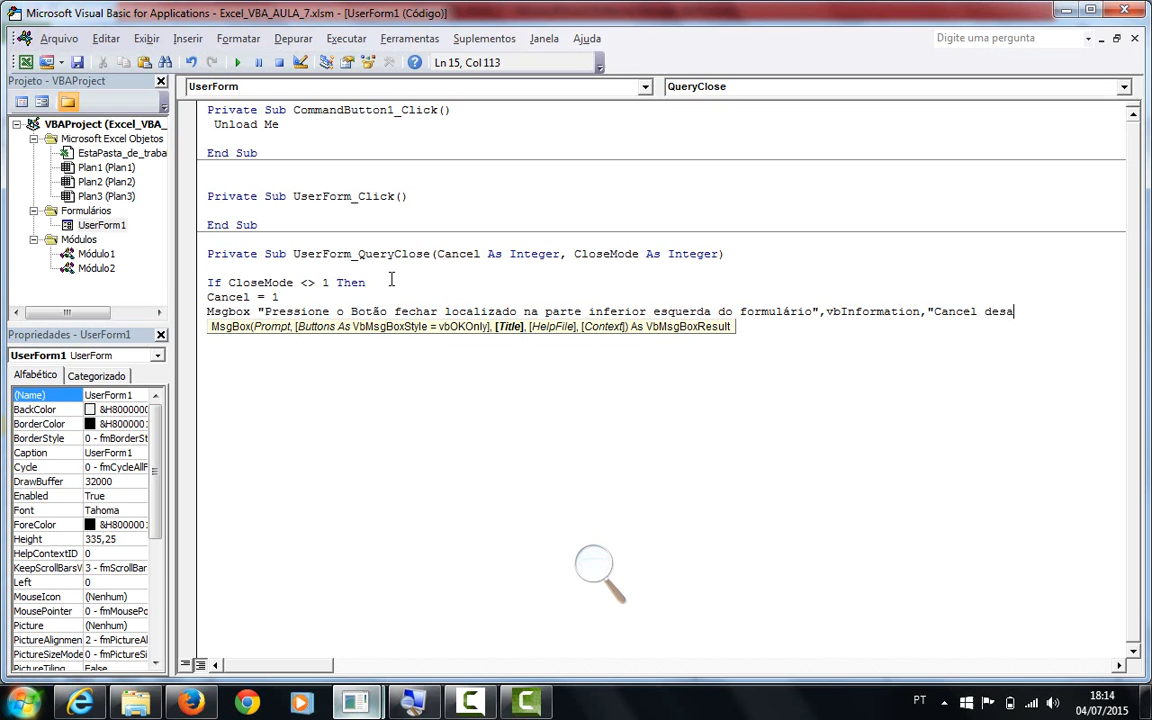 Microsoft Visual Basic for Applications - Excel_VBA_AULA_7.xlsm - [UserForm1 (Código)]
Arquivo Editar Exibir Inserir Formatar Depurar Executar Ferramentas Suplementos Janela Ajuda
Digite uma pergunta
Ln 15, Col 113
Projeto - VBAProject
UserForm
QueryClose
VBAProject (Excel_VBA_
Microsoft Excel Objetos
EstaPasta_de_traba
Plan1 (Plan1)
Plan2 (Plan2)
Plan3 (Plan3)
Formulários
UserForm1
Módulos
Módulo1
Módulo2
Propriedades - UserForm1
UserForm1 UserForm
Alfabético Categorizado
(Name) UserForm1
BackColor &H8000000
BorderColor &H8000001
BorderStyle 0 - fmBorderSt
Caption UserForm1
Cycle 0 - fmCycleAllF
DrawBuffer 32000
Enabled True
Font Tahoma
ForeColor &H8000001
Height 335,25
HelpContextID 0
KeepScrollBarsV 3 - fmScrollBar
Left 0
MouseIcon (Nenhum)
MousePointer 0 - fmMousePo
Picture (Nenhum)
PictureAlignmen 2 - fmPictureAl
PictureSizeMode 0 - fmPictureSi
PictureTiling False
Private Sub CommandButton1_Click()
Unload Me
End Sub
Private Sub UserForm_Click()
End Sub
Private Sub UserForm_QueryClose(Cancel As Integer, CloseMode As Integer)
If CloseMode <> 1 Then
Cancel = 1
Msgbox "Pressione o Botão fechar localizado na parte inferior esquerda do formulário",vbInformation,"Cancel desa
MsgBox(Prompt, [Buttons As VbMsgBoxStyle = vbOKOnly], [Title], [HelpFile], [Context]) As VbMsgBoxResult
PT
18:14
04/07/2015